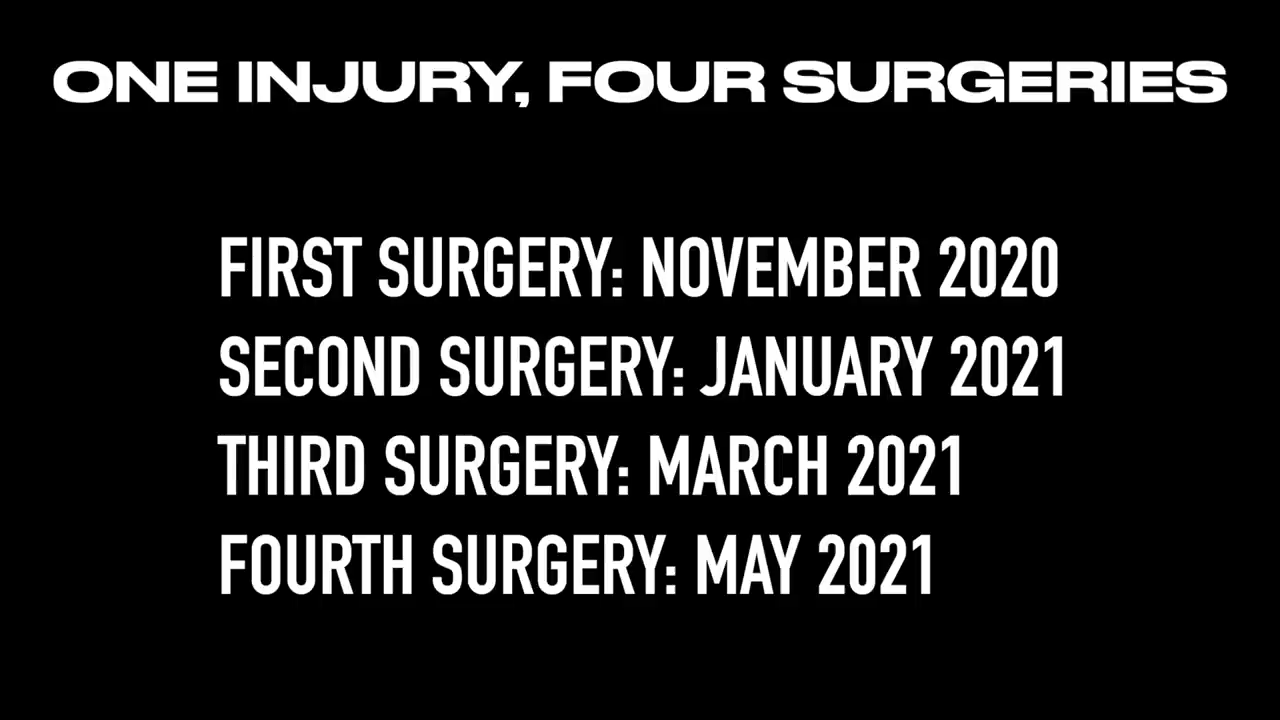 ONE INJURY, FOUR SURGERIES
FIRST SURGERY: NOVEMBER 2020
SECOND SURGERY: JANUARY 2021
THIRD SURGERY: MARCH 2021
FOURTH SURGERY: MAY 2021